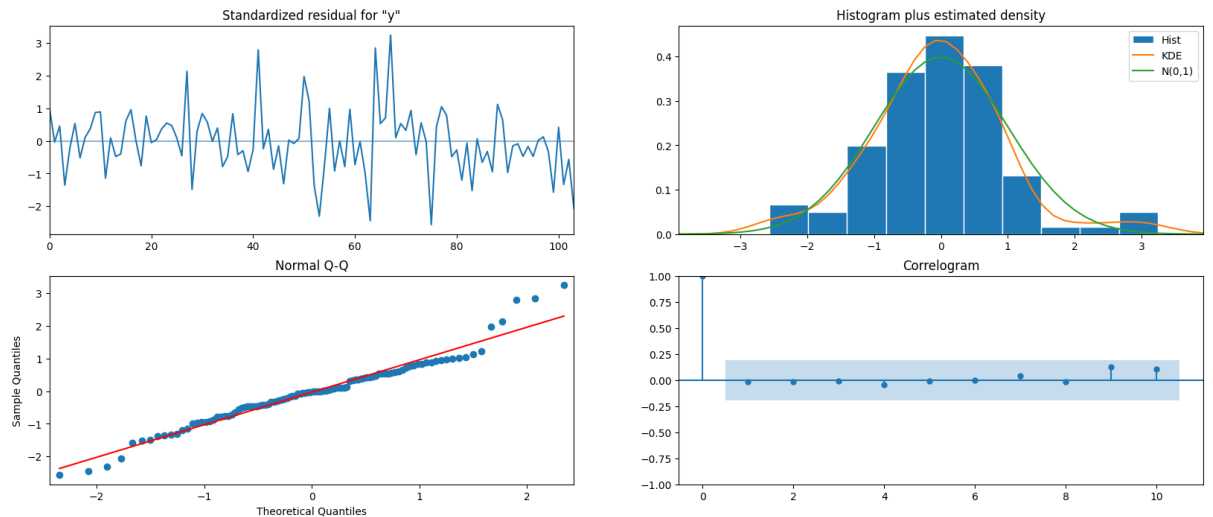 Standardized residual for "y"
3
2
1
0
−1
−2
0 20 40 60 80 100
Histogram plus estimated density
Hist
KDE
N(0,1)
0.4
0.3
0.2
0.1
0.0
−3 −2 −1 0 1 2 3
Normal Q-Q
3
2
1
0
−1
−2
Sample Quantiles
−2 −1 0 1 2
Theoretical Quantiles
Correlogram
1.00
0.75
0.50
0.25
0.00
−0.25
−0.50
−0.75
−1.00
0 2 4 6 8 10